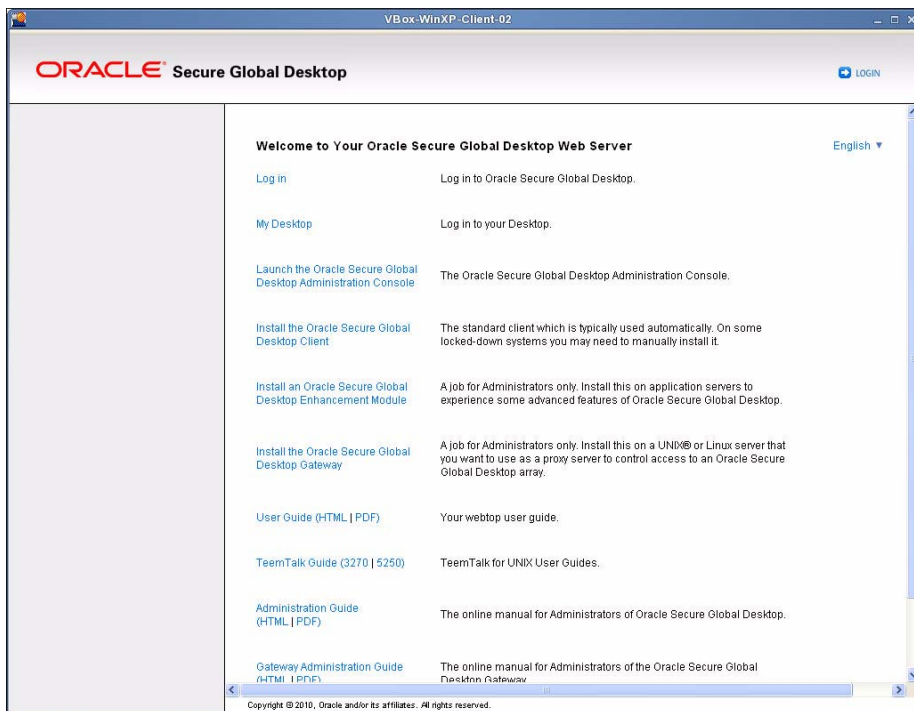 VBox-WinXP-Client-02
ORACLE® Secure Global Desktop
LOGIN
Welcome to Your Oracle Secure Global Desktop Web Server
English ▼
Log in
Log in to Oracle Secure Global Desktop.
My Desktop
Log in to your Desktop.
Launch the Oracle Secure Global
Desktop Administration Console
The Oracle Secure Global Desktop Administration Console.
Install the Oracle Secure Global
Desktop Client
The standard client which is typically used automatically. On some
locked-down systems you may need to manually install it.
Install an Oracle Secure Global
Desktop Enhancement Module
A job for Administrators only. Install this on application servers to
experience some advanced features of Oracle Secure Global Desktop.
Install the Oracle Secure Global
Desktop Gateway
A job for Administrators only. Install this on a UNIX® or Linux server that
you want to use as a proxy server to control access to an Oracle Secure
Global Desktop array.
User Guide (HTML | PDF)
Your webtop user guide.
TeemTalk Guide (3270 | 5250)
TeemTalk for UNIX User Guides.
Administration Guide
(HTML | PDF)
The online manual for Administrators of Oracle Secure Global Desktop.
Gateway Administration Guide
(HTML | PDF)
The online manual for Administrators of the Oracle Secure Global
Desktop Gateway
Copyright © 2010, Oracle and/or its affiliates. All rights reserved.